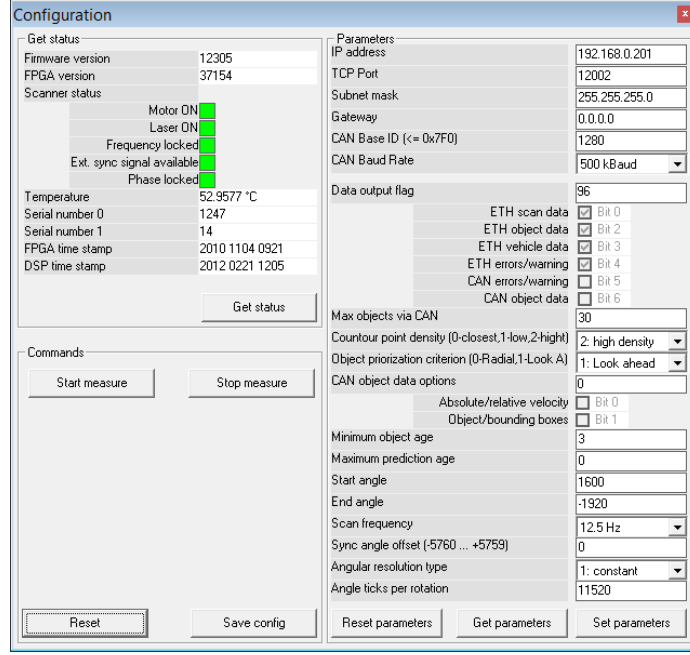 Configuration
x
Get status
Firmware version 12305
FPGA version 37154
Scanner status
Motor ON
Laser ON
Frequency locked
Ext. sync signal available
Phase locked
Temperature 52.9577 °C
Serial number 0 1247
Serial number 1 14
FPGA time stamp 2010 1104 0921
DSP time stamp 2012 0221 1205
Get status
Commands
Start measure Stop measure
Reset Save config
Parameters
IP address 192.168.0.201
TCP Port 12002
Subnet mask 255.255.255.0
Gateway 0.0.0.0
CAN Base ID (<= 0x7F0) 1280
CAN Baud Rate 500 kBaud
Data output flag 96
ETH scan data Bit 0
ETH object data Bit 2
ETH vehicle data Bit 3
ETH errors/warning Bit 4
CAN errors/warning Bit 5
CAN object data Bit 6
Max objects via CAN 30
Countour point density (0-closest,1-low,2-hight) 2: high density
Object priorization criterion (0-Radial,1-Look A) 1: Look ahead
CAN object data options 0
Absolute/relative velocity Bit 0
Object/bounding boxes Bit 1
Minimum object age 3
Maximum prediction age 0
Start angle 1600
End angle -1920
Scan frequency 12.5 Hz
Sync angle offset (-5760 ... +5759) 0
Angular resolution type 1: constant
Angle ticks per rotation 11520
Reset parameters Get parameters Set parameters